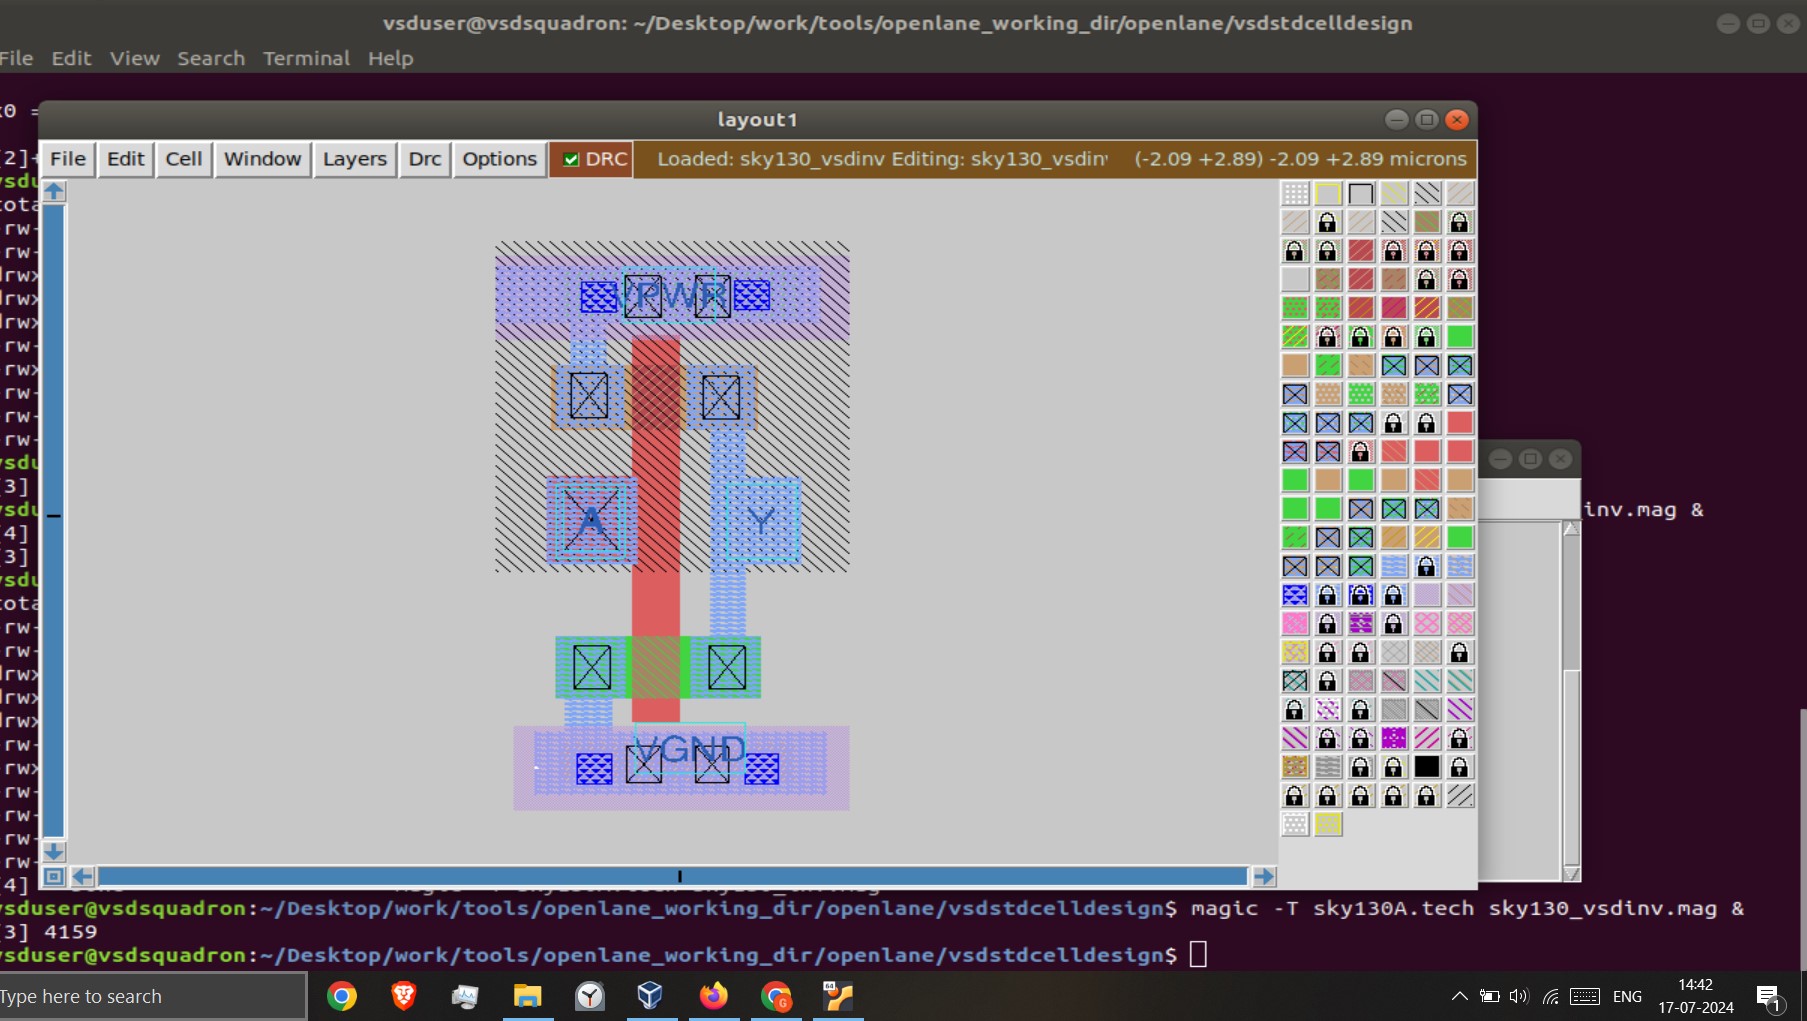 vsduser@vsdsquadron: ~/Desktop/work/tools/openlane_working_dir/openlane/vsdstdcelldesign
File Edit View Search Terminal Help
layout1
File Edit Cell Window Layers Drc Options DRC Loaded: sky130_vsdinv Editing: sky130_vsdinv (-2.09 +2.89) -2.09 +2.89 microns
VPWR
A Y
VGND
inv.mag &
vsduser@vsdsquadron:~/Desktop/work/tools/openlane_working_dir/openlane/vsdstdcelldesign$ magic -T sky130A.tech sky130_vsdinv.mag &
[3] 4159
vsduser@vsdsquadron:~/Desktop/work/tools/openlane_working_dir/openlane/vsdstdcelldesign$
Type here to search
64
G
ENG
14:42
17-07-2024
1